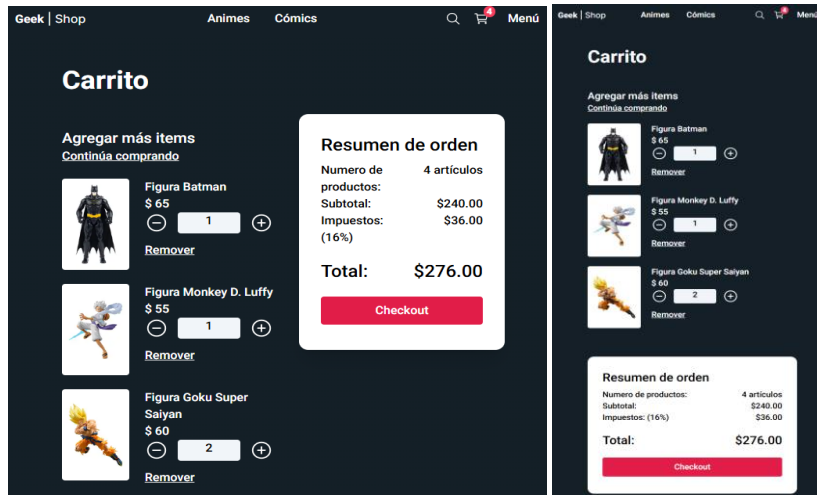 Geek | Shop Animes Cómics 4 Menú
Carrito
Agregar más items
Continúa comprando
Figura Batman
$ 65
1
Remover
Figura Monkey D. Luffy
$ 55
1
Remover
Figura Goku Super
Saiyan
$ 60
2
Remover
Resumen de orden
Numero de 4 artículos
productos:
Subtotal: $240.00
Impuestos: $36.00
(16%)
Total: $276.00
Checkout
Geek | Shop Animes Cómics 4 Menú
Carrito
Agregar más items
Continúa comprando
Figura Batman
$ 65
1
Remover
Figura Monkey D. Luffy
$ 55
1
Remover
Figura Goku Super Saiyan
$ 60
2
Remover
Resumen de orden
Numero de productos: 4 artículos
Subtotal: $240.00
Impuestos: (16%) $36.00
Total: $276.00
Checkout